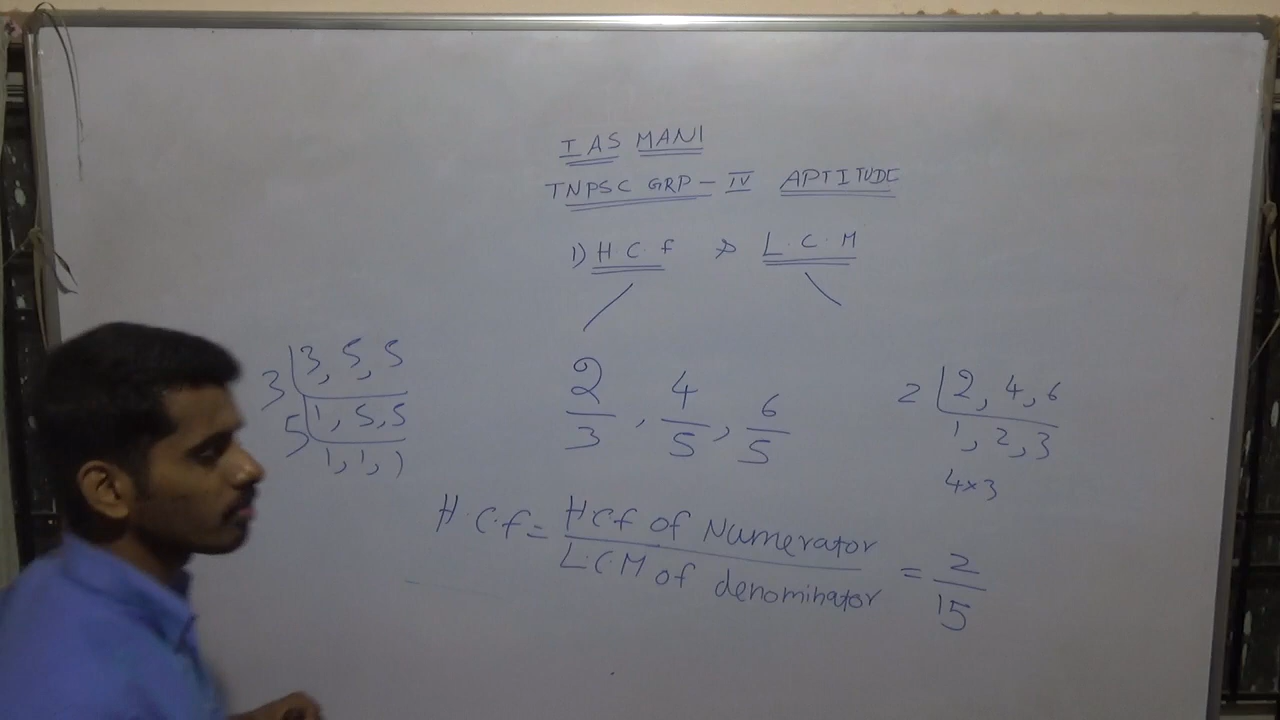 IAS MANI
TNPSC GRP - IV APTITUDE
1) H.C.f & L.C.M
3 | 3, 5, 5
5 | 1, 5, 5
1, 1, 1
2/3 , 4/5 , 6/5
2 | 2, 4, 6
1, 2, 3
4×3
H.C.f = HCf of Numerator / L.C.M of denominator = 2/15